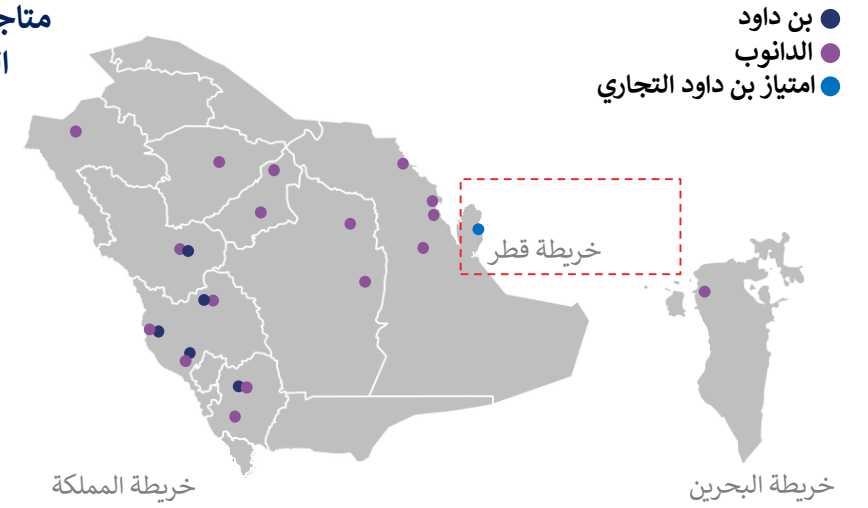 بن داود
الدانوب
امتياز بن داود التجاري
خريطة قطر
خريطة المملكة
خريطة البحرين